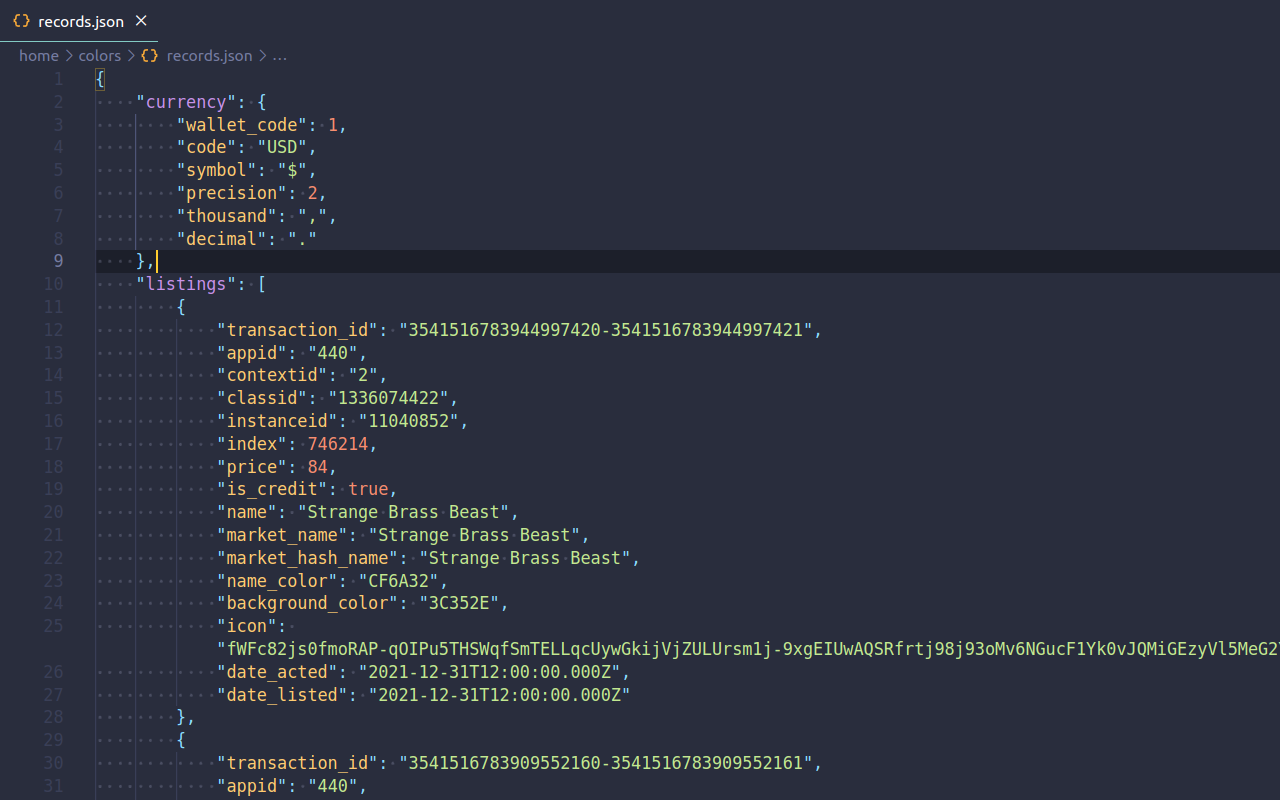 records.json
home > colors > records.json > ...
1 {
2 "currency": {
3 "wallet_code": 1,
4 "code": "USD",
5 "symbol": "$",
6 "precision": 2,
7 "thousand": ",",
8 "decimal": "."
9 },
10 "listings": [
11 {
12 "transaction_id": "3541516783944997420-3541516783944997421",
13 "appid": "440",
14 "contextid": "2",
15 "classid": "1336074422",
16 "instanceid": "11040852",
17 "index": 746214,
18 "price": 84,
19 "is_credit": true,
20 "name": "Strange Brass Beast",
21 "market_name": "Strange Brass Beast",
22 "market_hash_name": "Strange Brass Beast",
23 "name_color": "CF6A32",
24 "background_color": "3C352E",
25 "icon":
"fWFc82js0fmoRAP-qOIPu5THSWqfSmTELLqcUywGkijVjZULUrsm1j-9xgEIUwAQSRfrtj98j93oMv6NGucF1Yk0vJQMiGEzyVl5MeG2Y
26 "date_acted": "2021-12-31T12:00:00.000Z",
27 "date_listed": "2021-12-31T12:00:00.000Z"
28 },
29 {
30 "transaction_id": "3541516783909552160-3541516783909552161",
31 "appid": "440",